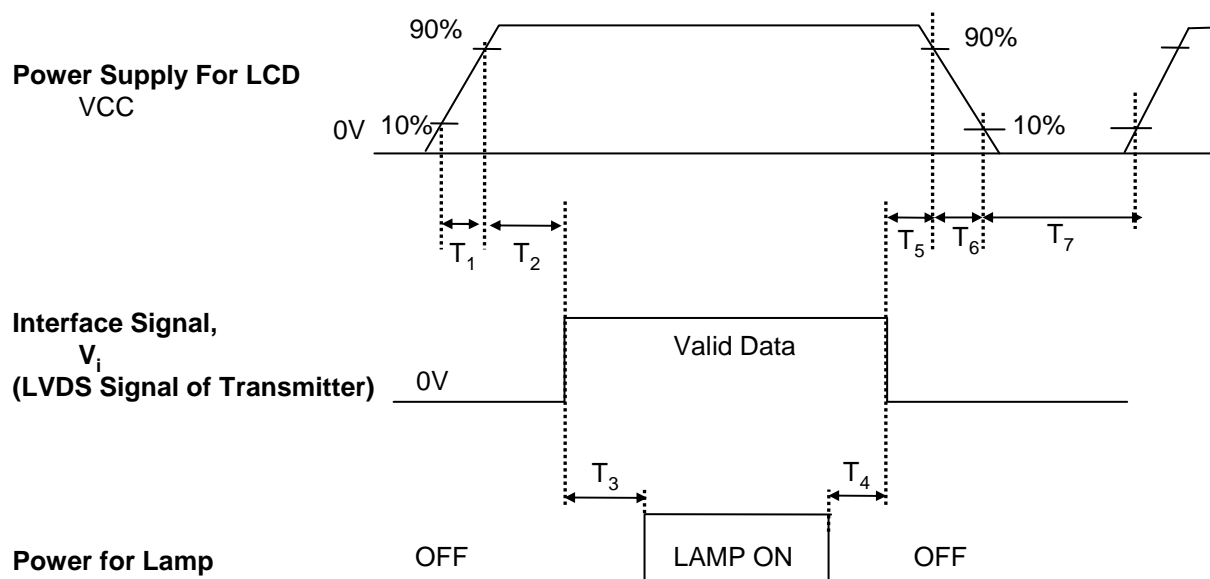 90%
90%
Power Supply For LCD
VCC
0V
10%
10%
T1
T2
T5
T6
T7
Interface Signal,
Vi
(LVDS Signal of Transmitter)
Valid Data
0V
T3
T4
Power for Lamp
OFF
LAMP ON
OFF